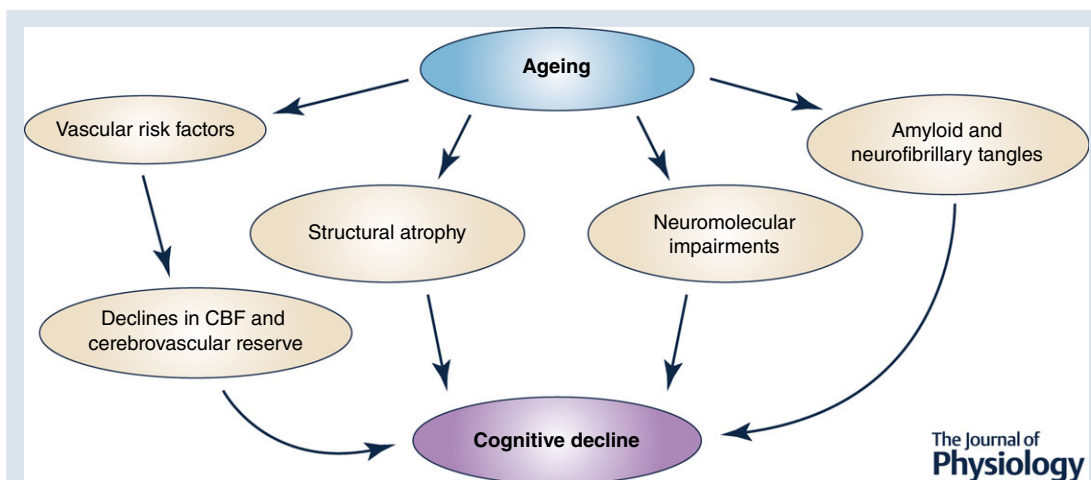 Ageing
Vascular risk factors
Amyloid and
neurofibrillary tangles
Structural atrophy
Neuromolecular
impairments
Declines in CBF and
cerebrovascular reserve
Cognitive decline
The Journal of
Physiology